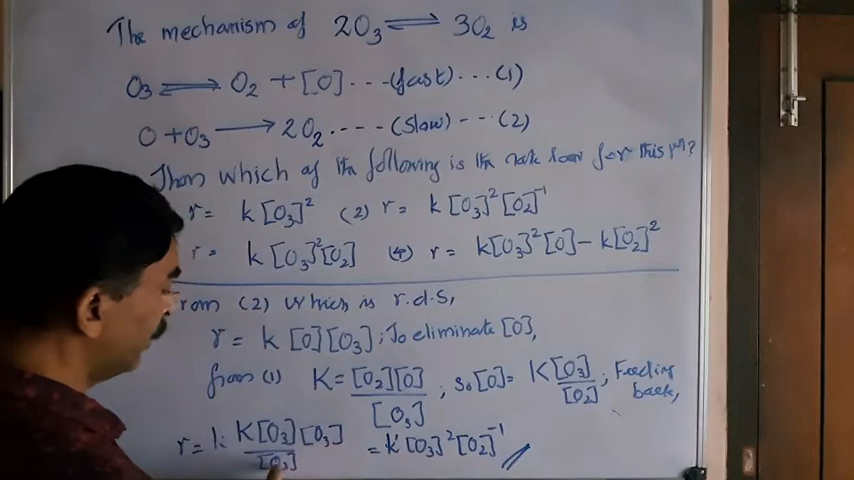 The mechanism of 2O₃ ⇌ 3O₂ is
O₃ ⇌ O₂ + [O] ... (fast) ... (1)
O + O₃ → 2O₂ .... (slow) --- (2)
Then which of the following is the rate law for this rxⁿ?
r = k[O₃]² (2) r = k[O₃]²[O₂]⁻¹
r = k[O₃]²[O₂] (4) r = k[O₃]²[O] − k[O₂]²
From (2) which is r.d.s,
r = k[O][O₃]; To eliminate [O],
from (1) K = [O₂][O] / [O₃] ; so [O] = K[O₃] / [O₂] ; Feeding back,
r = k · K[O₃] / [O₂] [O₃] = k'[O₃]²[O₂]⁻¹